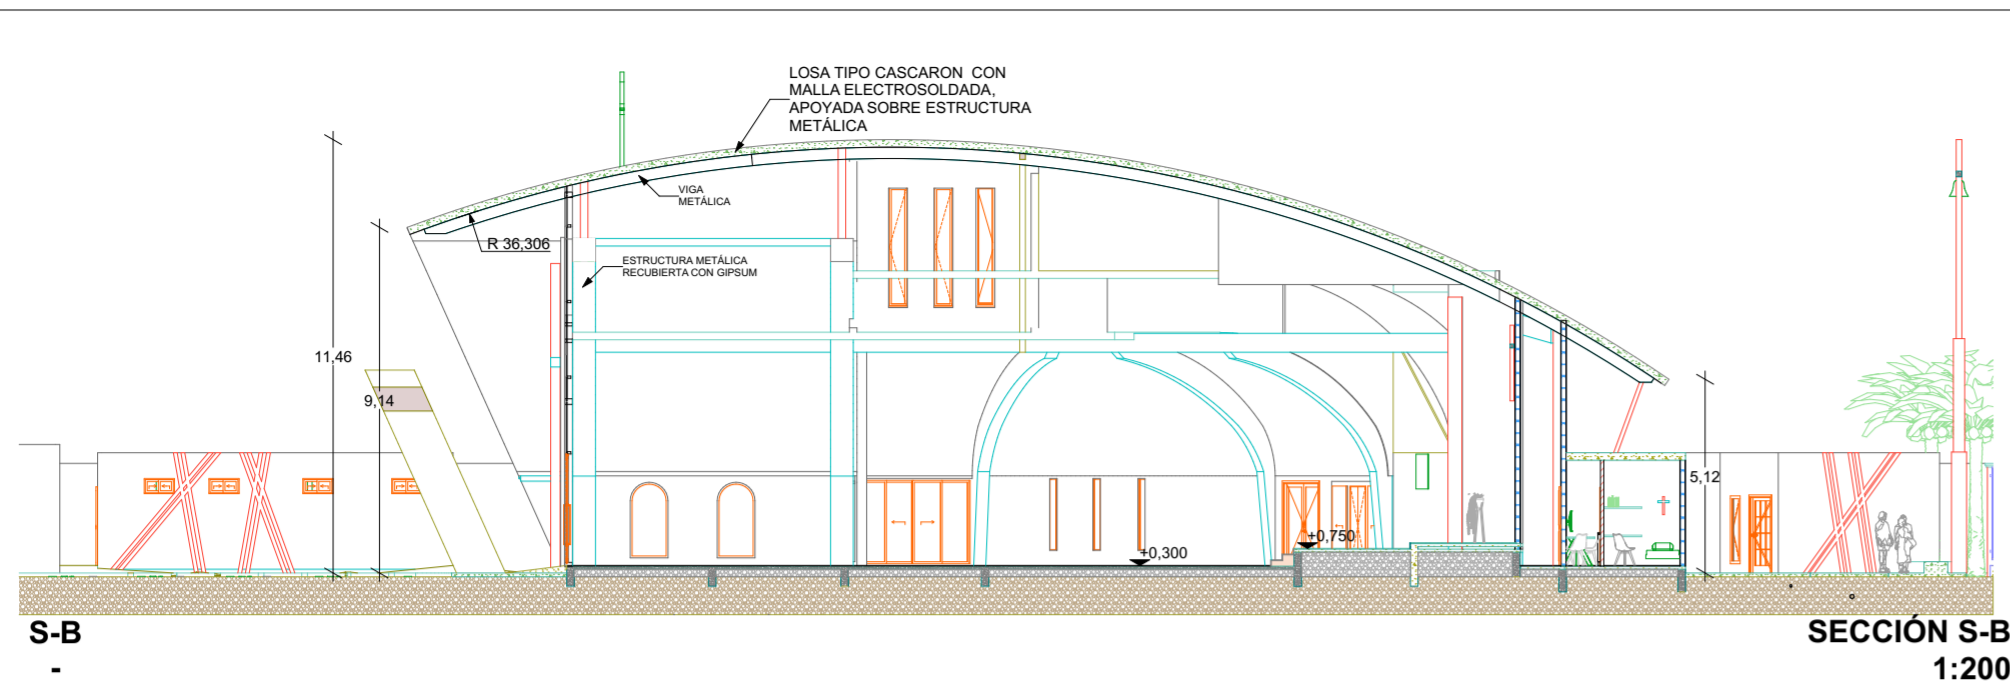 LOSA TIPO CASCARON CON
MALLA ELECTROSOLDADA,
APOYADA SOBRE ESTRUCTURA
METÁLICA
VIGA
METÁLICA
R 36,306
ESTRUCTURA METÁLICA
RECUBIERTA CON GIPSUM
11,46
9,14
5,12
+0,750
+0,300
S-B
-
SECCIÓN S-B
1:200